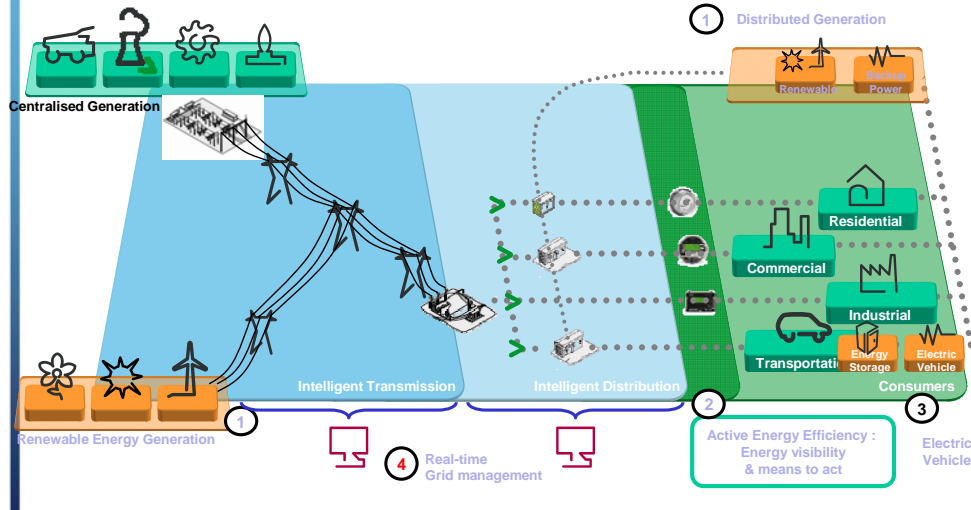 1
Distributed Generation
Renewable
Backup
Power
Centralised Generation
Residential
Commercial
Industrial
Transportatio
Energy
Storage
Electric
Vehicle
Intelligent Transmission
Intelligent Distribution
Consumers
Renewable Energy Generation
1
2
3
4
Real-time
Grid management
Active Energy Efficiency :
Energy visibility
& means to act
Electric
Vehicle